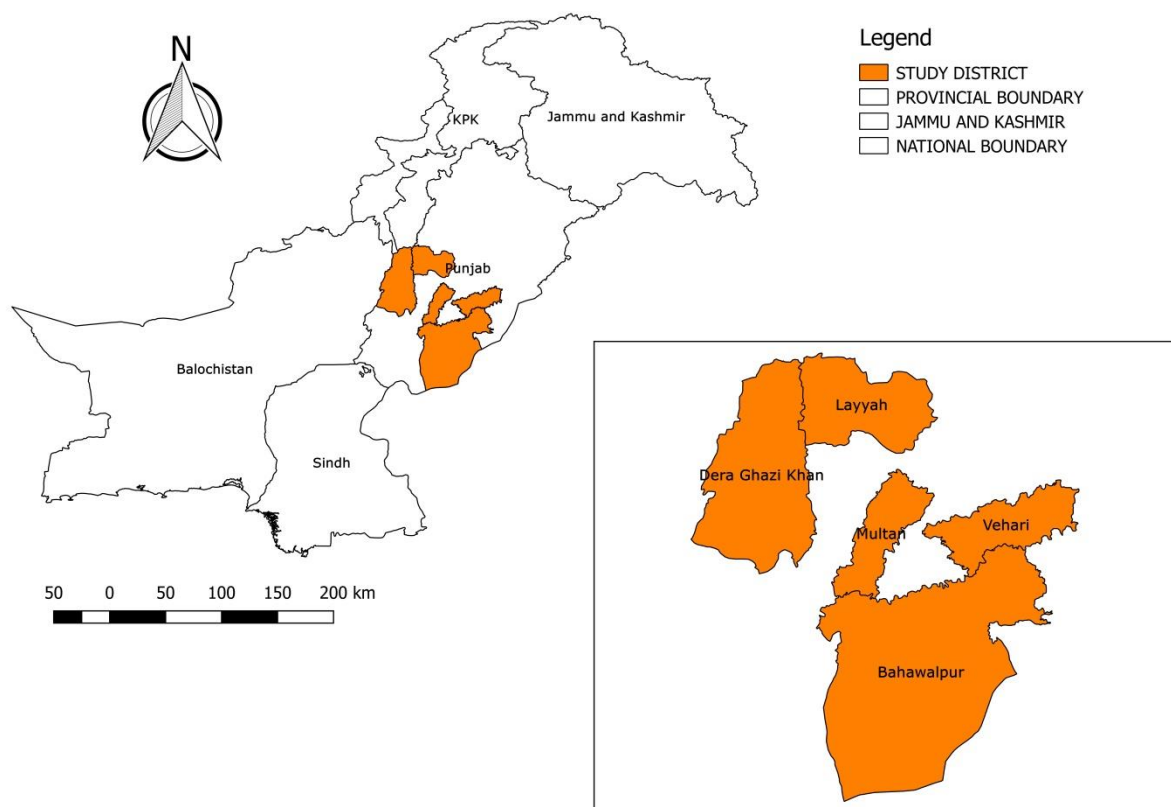 N
Legend
STUDY DISTRICT
PROVINCIAL BOUNDARY
JAMMU AND KASHMIR
NATIONAL BOUNDARY
KPK
Jammu and Kashmir
Punjab
Balochistan
Sindh
50 0 50 100 150 200 km
Layyah
Dera Ghazi Khan
Multan
Vehari
Bahawalpur